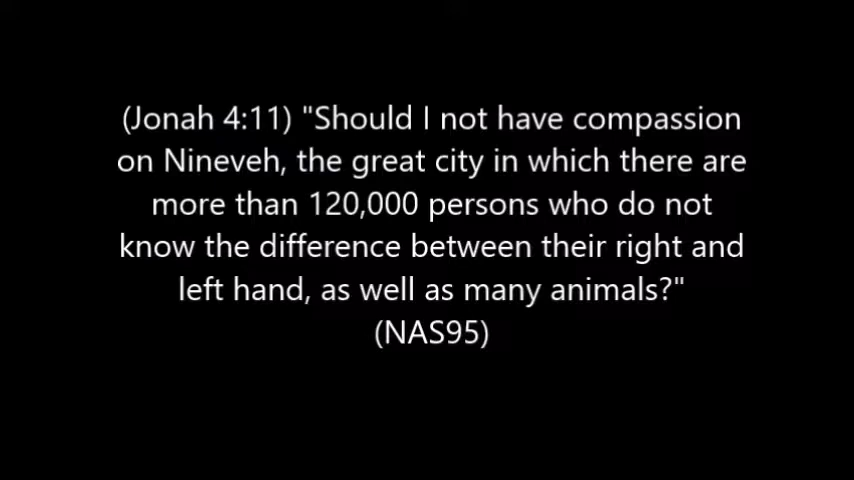 (Jonah 4:11) "Should I not have compassion
on Nineveh, the great city in which there are
more than 120,000 persons who do not
know the difference between their right and
left hand, as well as many animals?"
(NAS95)